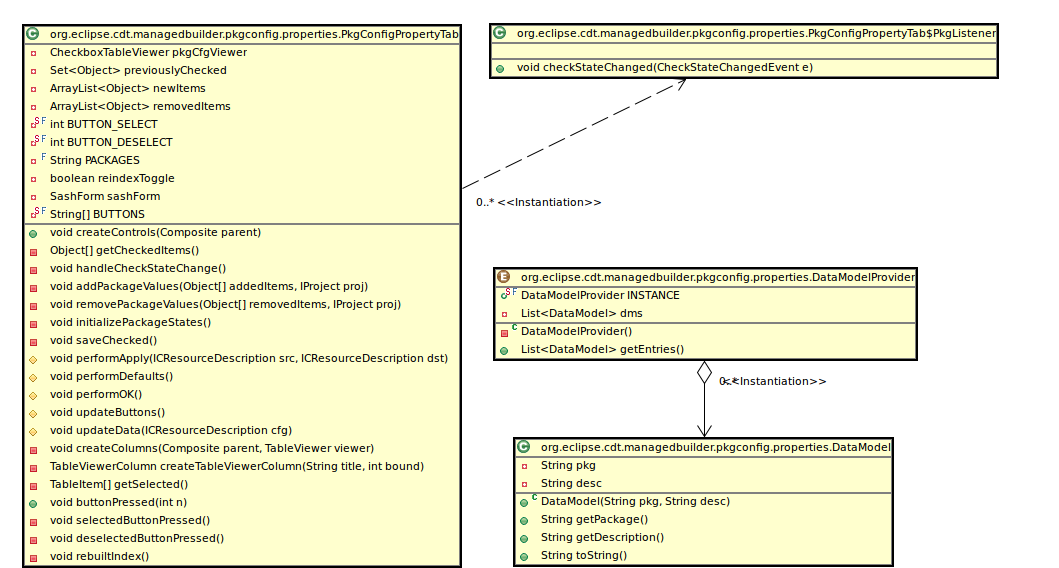 org.eclipse.cdt.managedbuilder.pkgconfig.properties.PkgConfigPropertyTab
CheckboxTableViewer pkgCfgViewer
Set<Object> previouslyChecked
ArrayList<Object> newItems
ArrayList<Object> removedItems
S F int BUTTON_SELECT
S F int BUTTON_DESELECT
F String PACKAGES
boolean reindexToggle
SashForm sashForm
S F String[] BUTTONS
void createControls(Composite parent)
Object[] getCheckedItems()
void handleCheckStateChange()
void addPackageValues(Object[] addedItems, IProject proj)
void removePackageValues(Object[] removedItems, IProject proj)
void initializePackageStates()
void saveChecked()
void performApply(ICResourceDescription src, ICResourceDescription dst)
void performDefaults()
void performOK()
void updateButtons()
void updateData(ICResourceDescription cfg)
void createColumns(Composite parent, TableViewer viewer)
TableViewerColumn createTableViewerColumn(String title, int bound)
TableItem[] getSelected()
void buttonPressed(int n)
void selectedButtonPressed()
void deselectedButtonPressed()
void rebuiltIndex()
C org.eclipse.cdt.managedbuilder.pkgconfig.properties.PkgConfigPropertyTab$PkgListener
void checkStateChanged(CheckStateChangedEvent e)
0..* <<Instantiation>>
E org.eclipse.cdt.managedbuilder.pkgconfig.properties.DataModelProvider
S F DataModelProvider INSTANCE
List<DataModel> dms
C DataModelProvider()
List<DataModel> getEntries()
0..* <<Instantiation>>
C org.eclipse.cdt.managedbuilder.pkgconfig.properties.DataModel
String pkg
String desc
C DataModel(String pkg, String desc)
String getPackage()
String getDescription()
String toString()